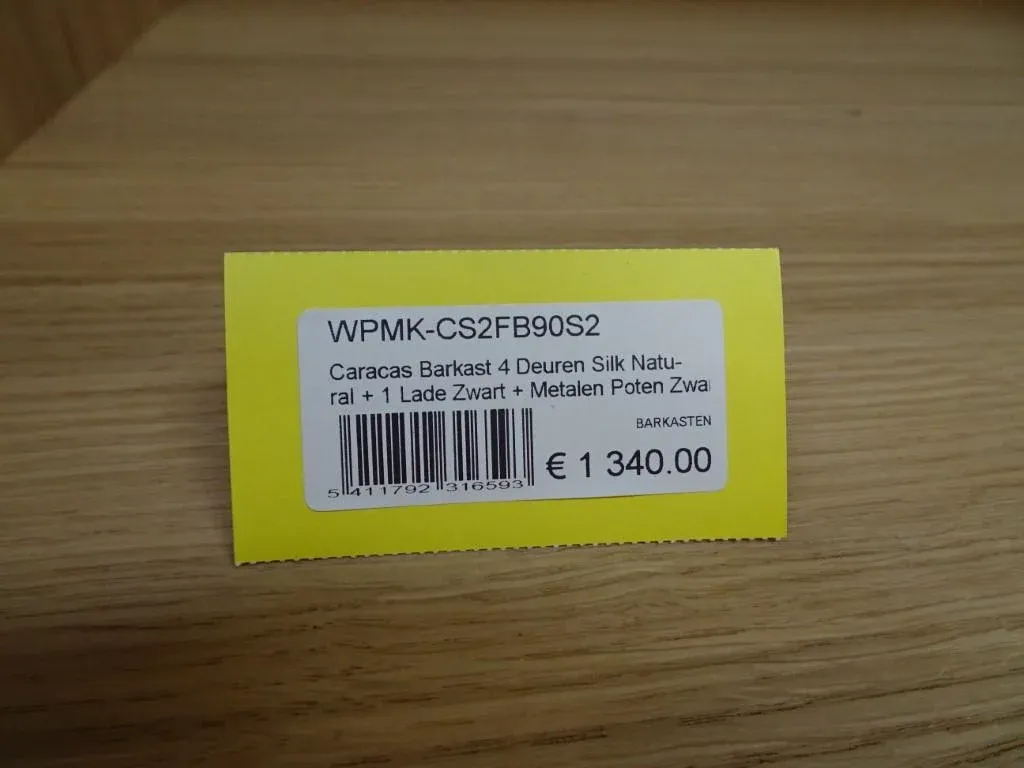 WPMK-CS2FB90S2
Caracas Barkast 4 Deuren Silk Natu-
ral + 1 Lade Zwart + Metalen Poten Zwa
BARKASTEN
€ 1 340.00
5 411792 316593